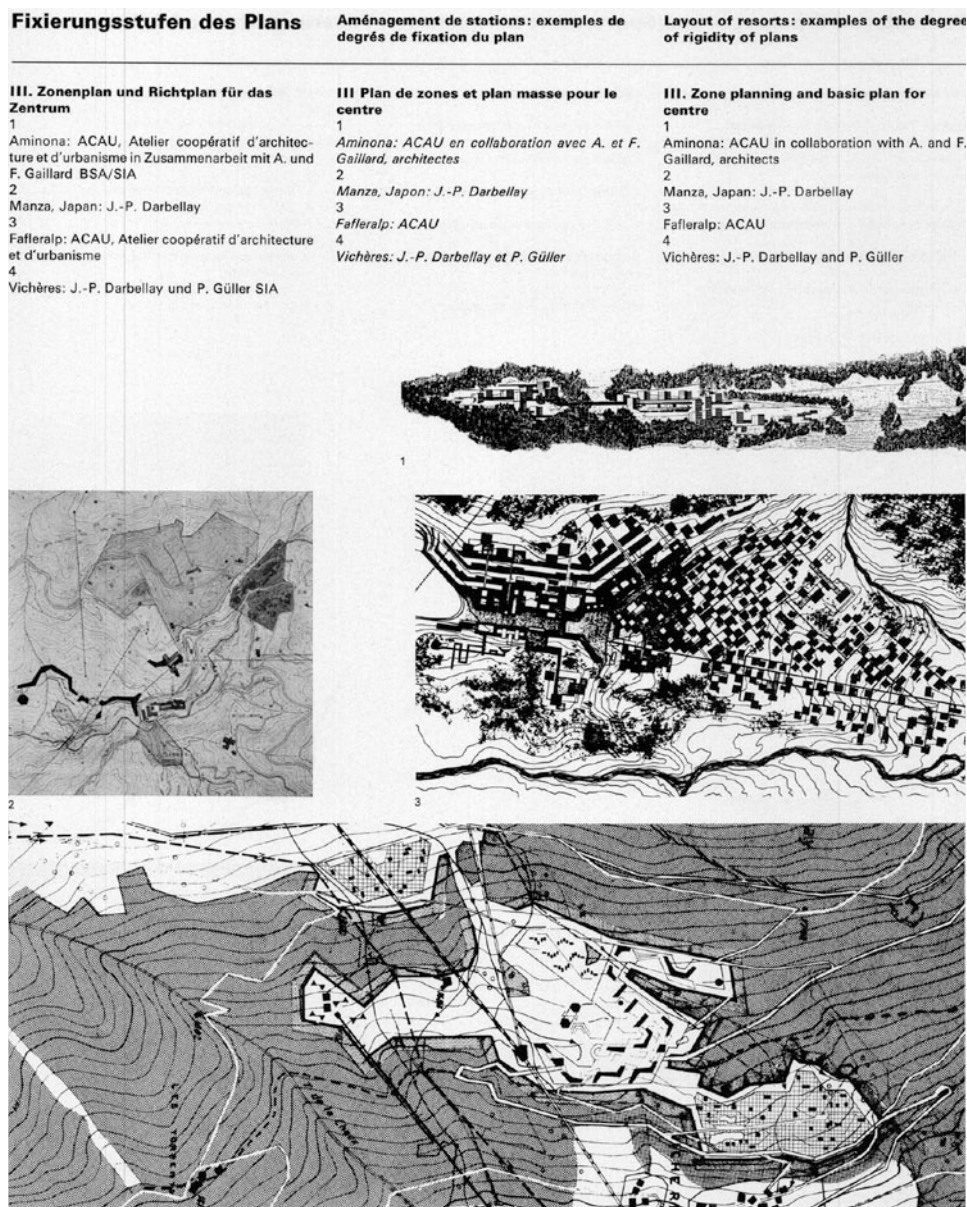 Fixierungsstufen des Plans
Aménagement de stations: exemples de
degrés de fixation du plan
Layout of resorts: examples of the degree
of rigidity of plans
III. Zonenplan und Richtplan für das
Zentrum
1
Aminona: ACAU, Atelier coopératif d'architec-
ture et d'urbanisme in Zusammenarbeit mit A. und
F. Gaillard BSA/SIA
2
Manza, Japan: J.-P. Darbellay
3
Fafleralp: ACAU, Atelier coopératif d'architecture
et d'urbanisme
4
Vichères: J.-P. Darbellay und P. Güller SIA
III Plan de zones et plan masse pour le
centre
1
Aminona: ACAU en collaboration avec A. et F.
Gaillard, architectes
2
Manza, Japon: J.-P. Darbellay
3
Fafleralp: ACAU
4
Vichères: J.-P. Darbellay et P. Güller
III. Zone planning and basic plan for
centre
1
Aminona: ACAU in collaboration with A. and F.
Gaillard, architects
2
Manza, Japan: J.-P. Darbellay
3
Fafleralp: ACAU
4
Vichères: J.-P. Darbellay and P. Güller
1
2
3